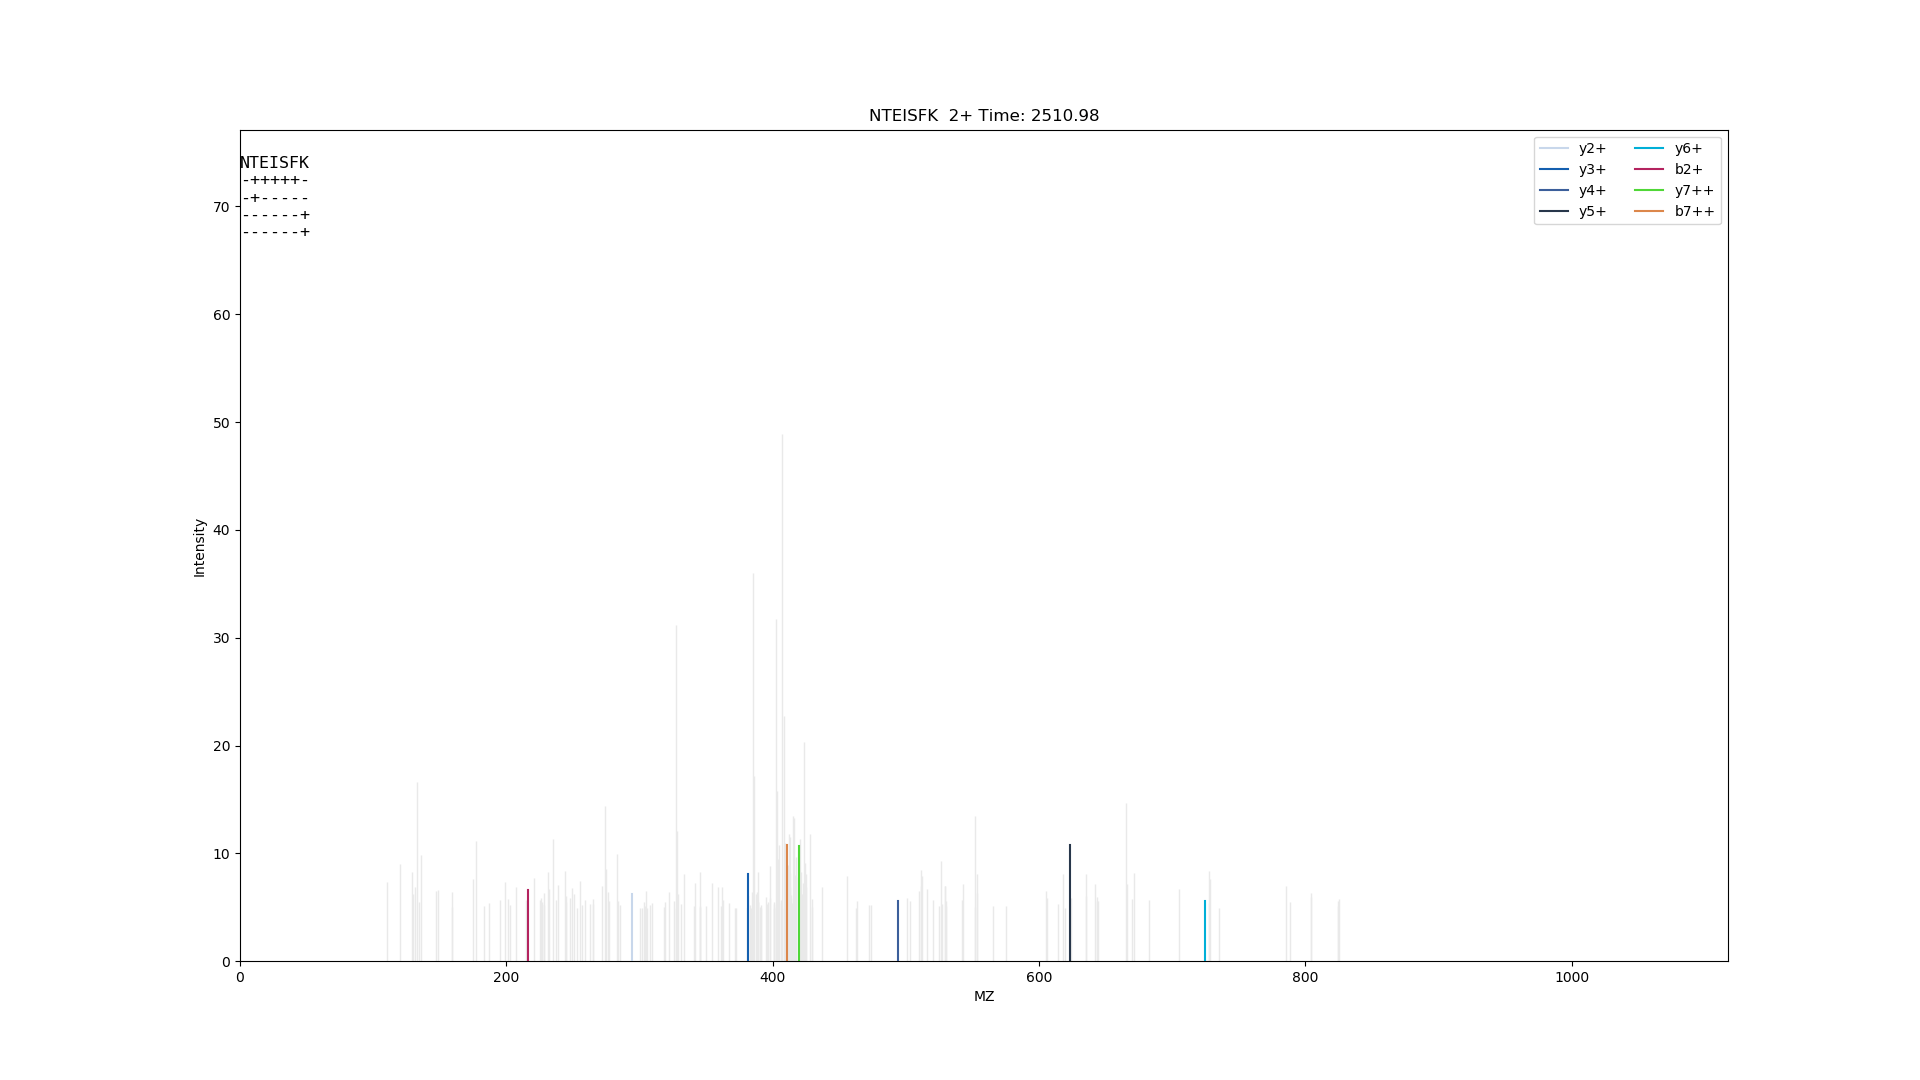 NTEISFK  2+ Time: 2510.98
NTEISFK
-+++++-
-+-----
------+
------+
y2+
y3+
y4+
y5+
y6+
b2+
y7++
b7++
Intensity
70
60
50
40
30
20
10
0
0 200 400 600 800 1000
MZ